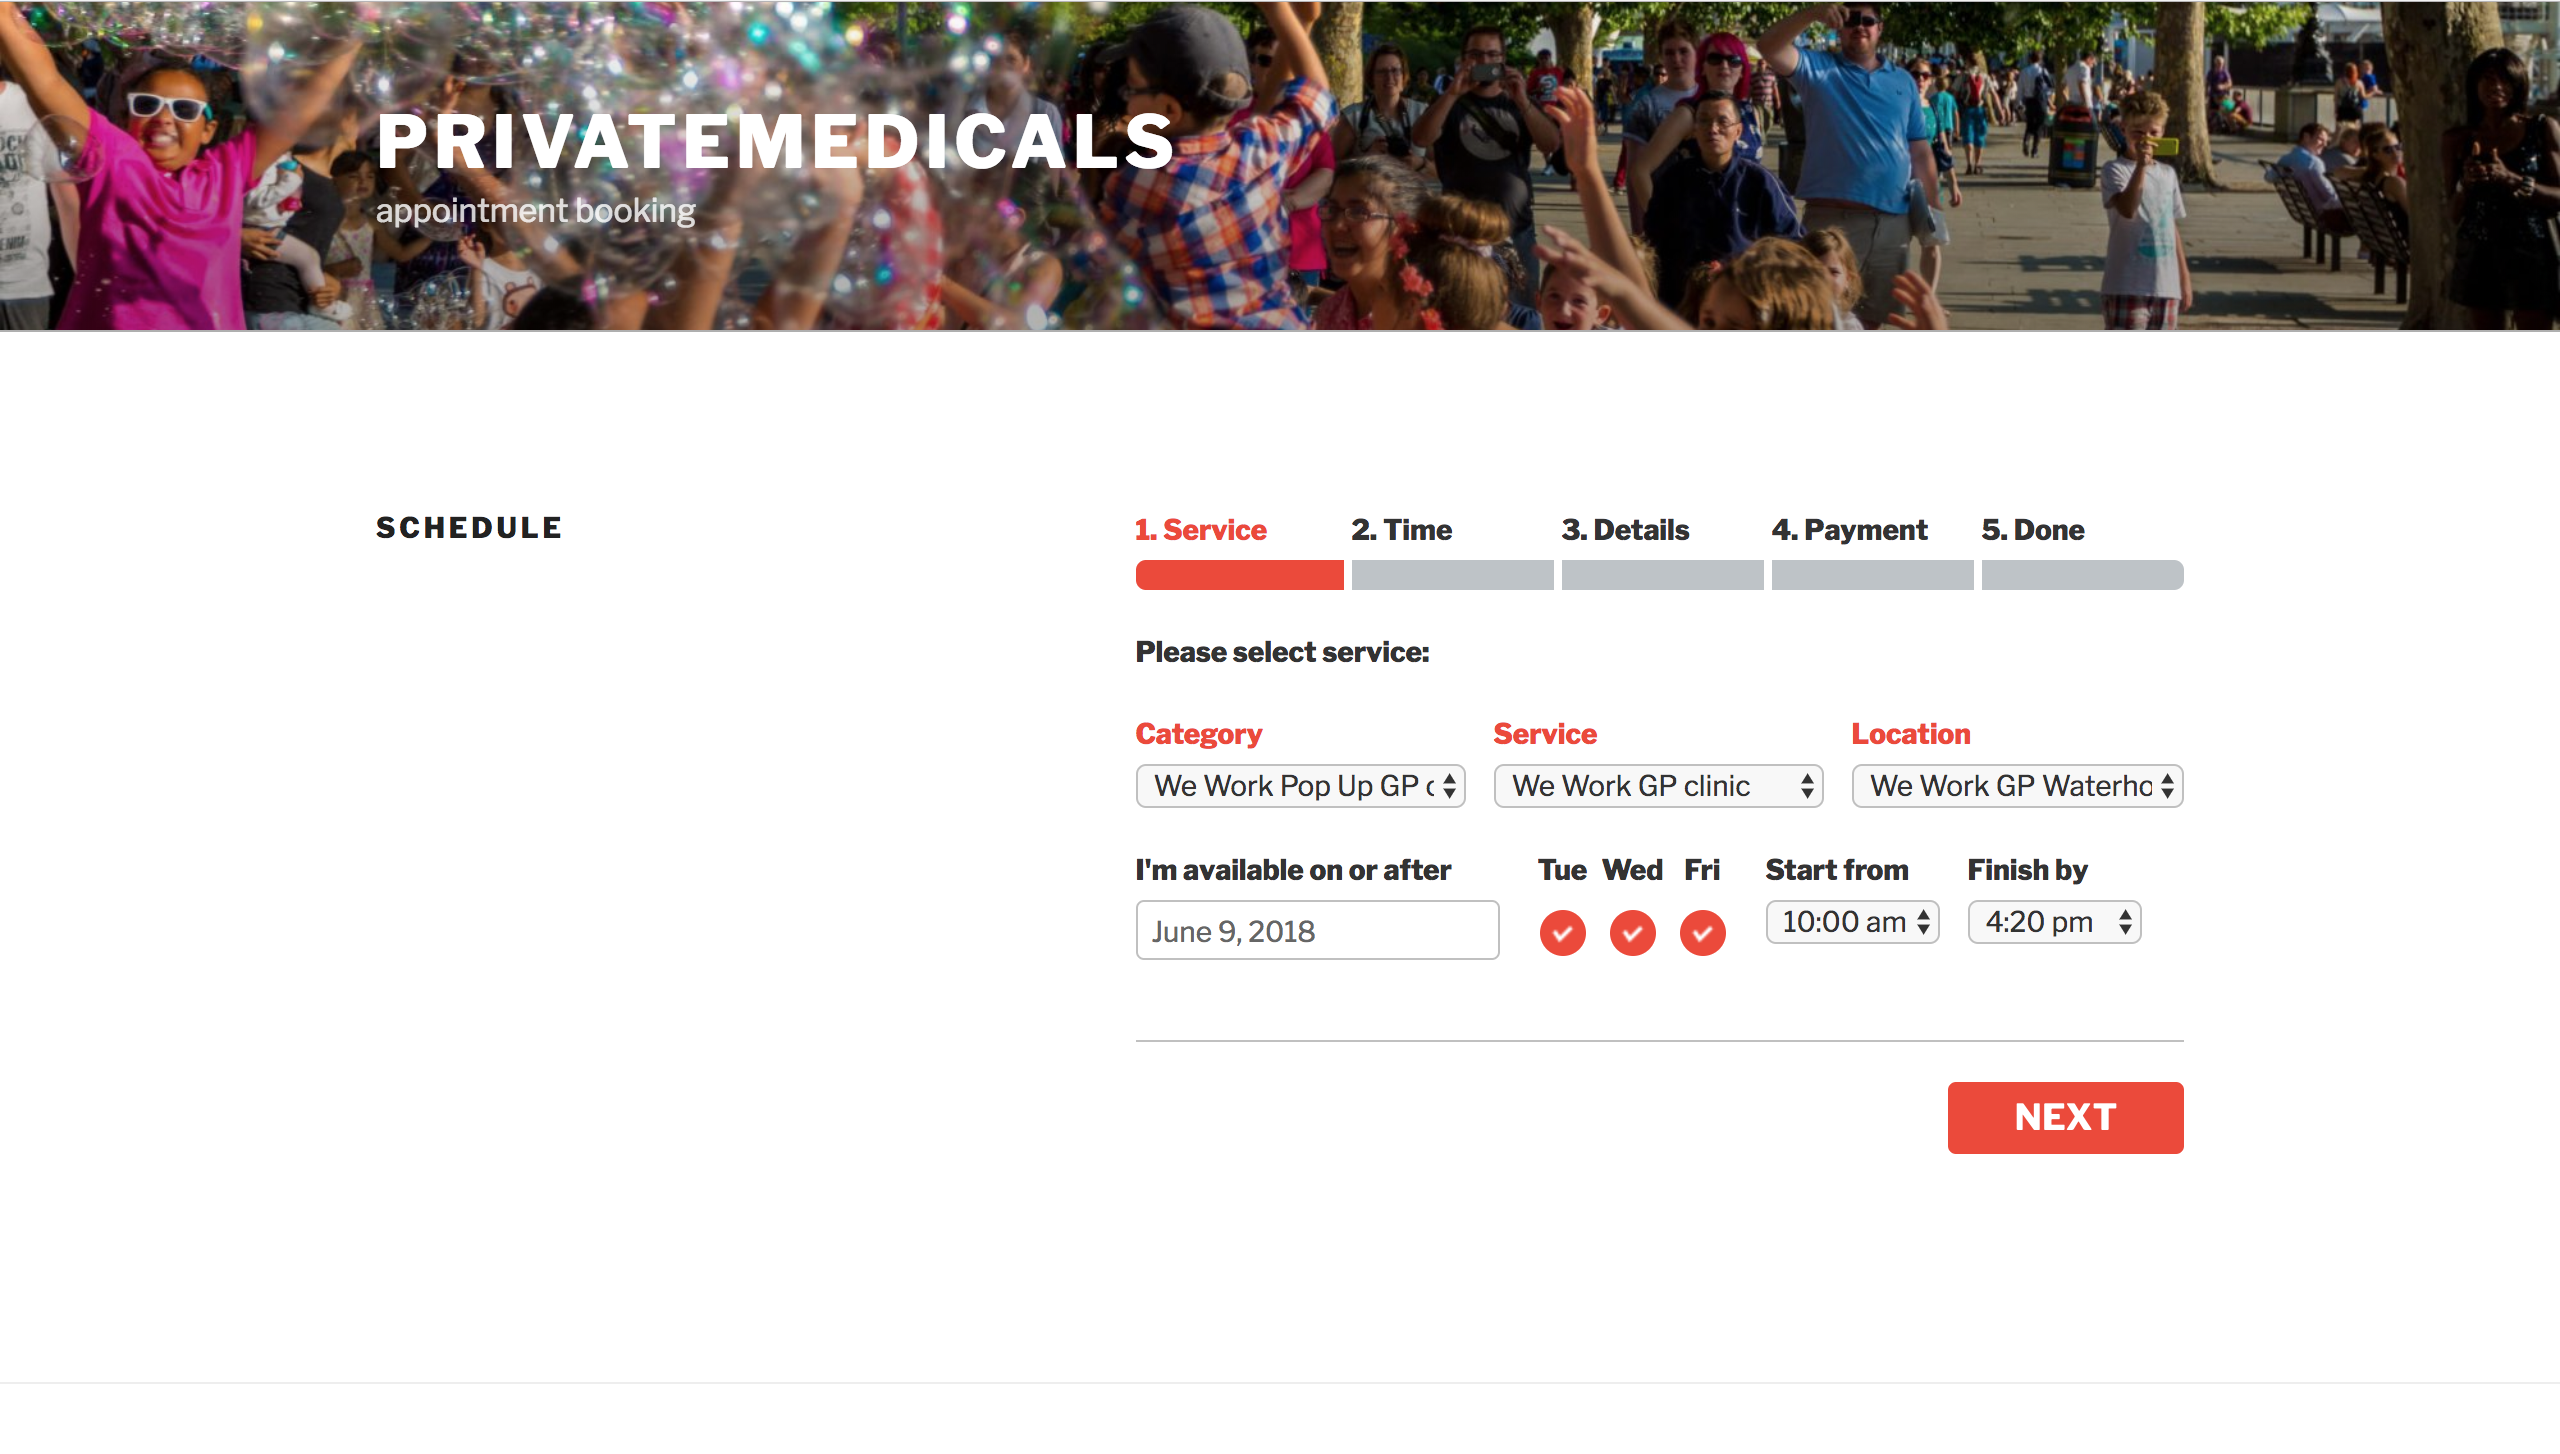 PRIVATEMEDICALS
appointment booking
SCHEDULE
1. Service 2. Time 3. Details 4. Payment 5. Done
Please select service:
Category Service Location
We Work Pop Up GP We Work GP clinic We Work GP Waterho
I'm available on or after Tue Wed Fri Start from Finish by
June 9, 2018 10:00 am 4:20 pm
NEXT